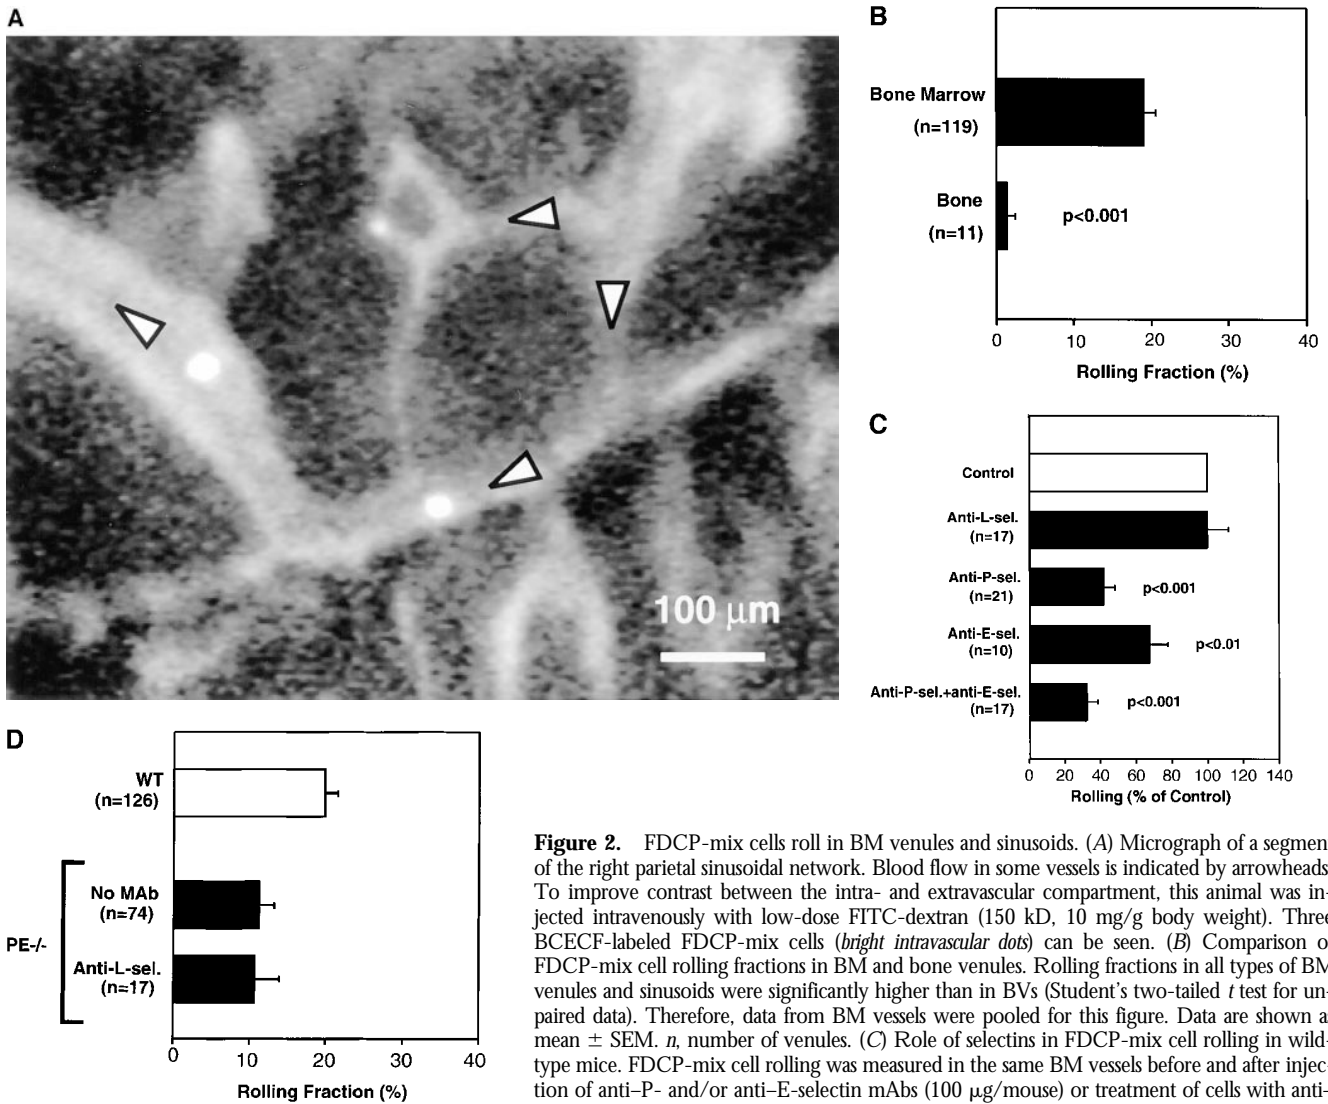 A
100 µm
B
Bone Marrow
(n=119)
Bone
(n=11)
p<0.001
0 10 20 30 40
Rolling Fraction (%)
C
Control
Anti-L-sel.
(n=17)
Anti-P-sel.
(n=21)
p<0.001
Anti-E-sel.
(n=10)
p<0.01
Anti-P-sel.+anti-E-sel.
(n=17)
p<0.001
0 20 40 60 80 100 120 140
Rolling (% of Control)
D
WT
(n=126)
PE-/-
No MAb
(n=74)
Anti-L-sel.
(n=17)
0 10 20 30 40
Rolling Fraction (%)
Figure 2. FDCP-mix cells roll in BM venules and sinusoids. (A) Micrograph of a segmen
of the right parietal sinusoidal network. Blood flow in some vessels is indicated by arrowheads
To improve contrast between the intra- and extravascular compartment, this animal was in-
jected intravenously with low-dose FITC-dextran (150 kD, 10 mg/g body weight). Three
BCECF-labeled FDCP-mix cells (bright intravascular dots) can be seen. (B) Comparison o
FDCP-mix cell rolling fractions in BM and bone venules. Rolling fractions in all types of BM
venules and sinusoids were significantly higher than in BVs (Student's two-tailed t test for un-
paired data). Therefore, data from BM vessels were pooled for this figure. Data are shown a
mean ± SEM. n, number of venules. (C) Role of selectins in FDCP-mix cell rolling in wild-
type mice. FDCP-mix cell rolling was measured in the same BM vessels before and after injec-
tion of anti–P- and/or anti–E-selectin mAbs (100 µg/mouse) or treatment of cells with anti-